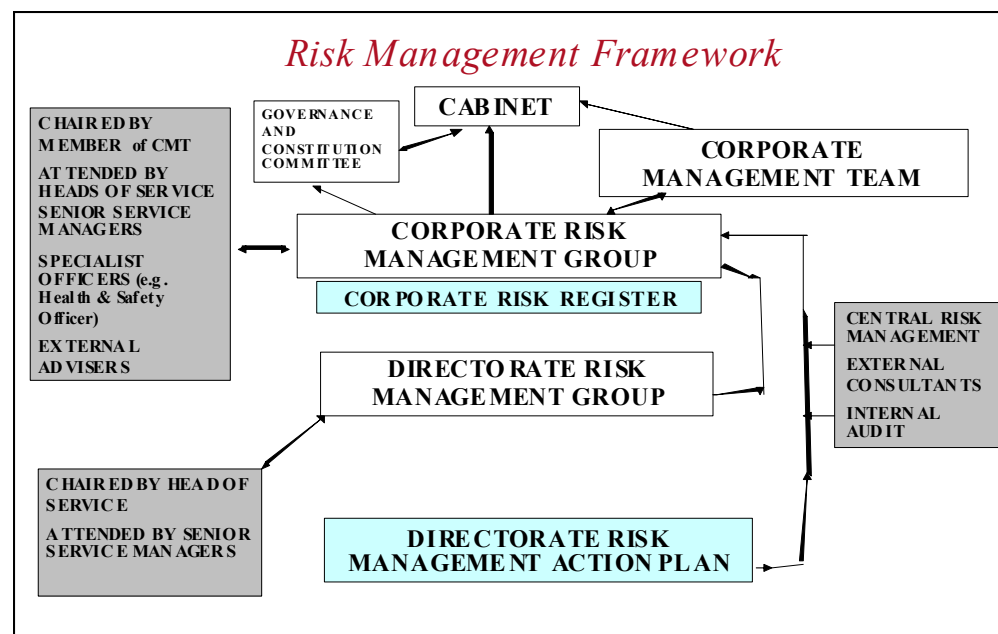 Risk Management Framework
CABINET
GOVERNANCE
AND
CONSTITUTION
COMMITTEE
CORPORATE
MANAGEMENT TEAM
CHAIRED BY
MEMBER of CMT
ATTENDED BY
HEADS OF SERVICE
SENIOR SERVICE
MANAGERS
SPECIALIST
OFFICERS (e.g.
Health & Safety
Officer)
EXTERNAL
ADVISERS
CORPORATE RISK
MANAGEMENT GROUP
CORPORATE RISK REGISTER
CENTRAL RISK
MANAGEMENT
EXTERNAL
CONSULTANTS
INTERNAL
AUDIT
DIRECTORATE RISK
MANAGEMENT GROUP
CHAIRED BY HEAD OF
SERVICE
ATTENDED BY SENIOR
SERVICE MANAGERS
DIRECTORATE RISK
MANAGEMENT ACTION PLAN